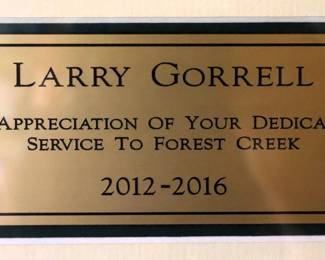 LARRY GORRELL
APPRECIATION OF YOUR DEDICA
SERVICE TO FOREST CREEK
2012-2016